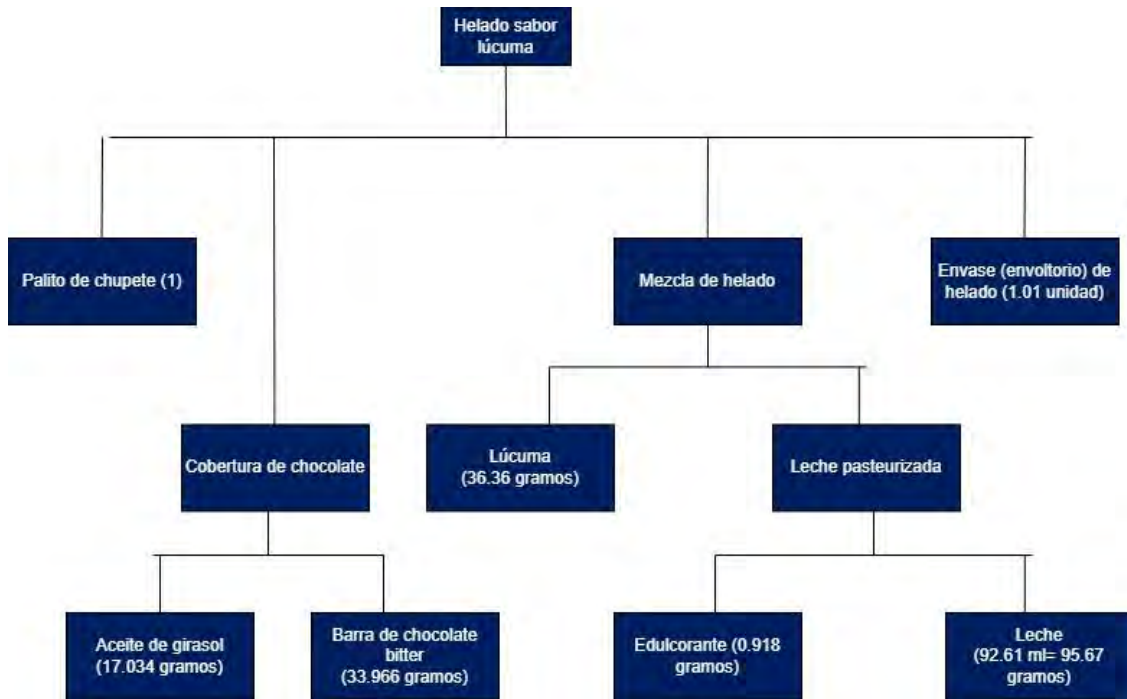 Helado sabor
lúcuma
Palito de chupete (1)
Mezcla de helado
Envase (envoltorio) de
helado (1.01 unidad)
Cobertura de chocolate
Lúcuma
(36.36 gramos)
Leche pasteurizada
Aceite de girasol
(17.034 gramos)
Barra de chocolate
bitter
(33.966 gramos)
Edulcorante (0.918
gramos)
Leche
(92.61 ml= 95.67
gramos)